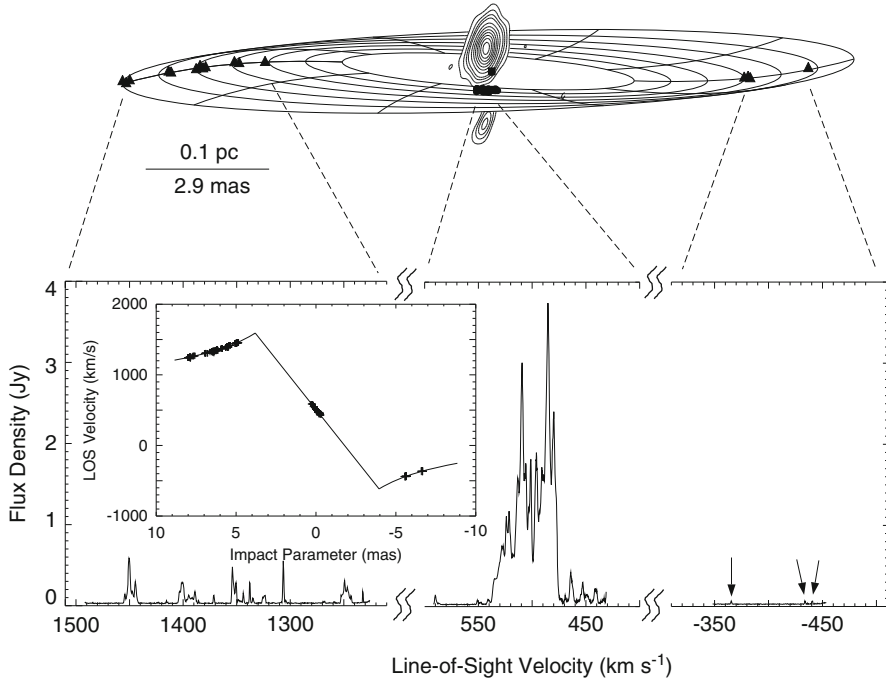 0.1 pc
2.9 mas
4
3
2
1
0
Flux Density (Jy)
2000
1000
0
-1000
LOS Velocity (km/s)
10 5 0 -5 -10
Impact Parameter (mas)
1500 1400 1300 550 450 -350 -450
Line-of-Sight Velocity (km s-1)